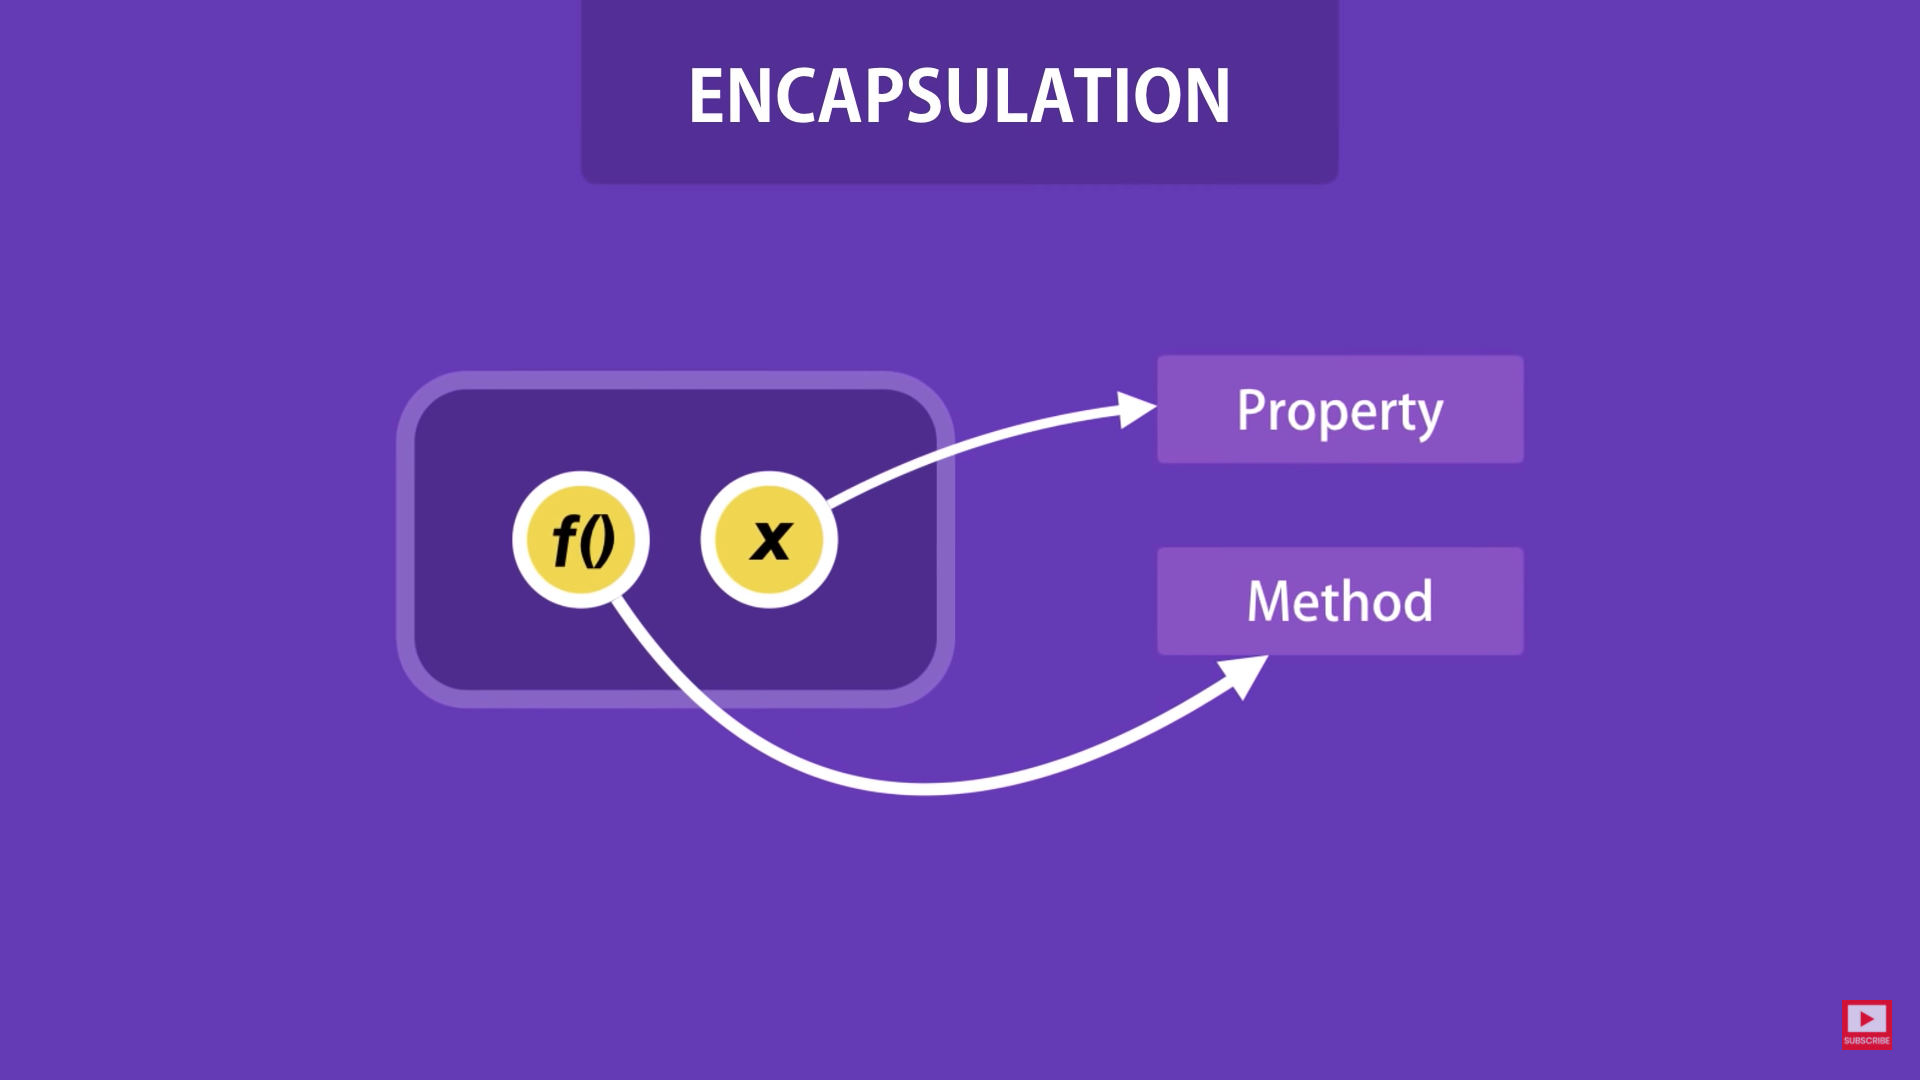 ENCAPSULATION
f()
x
Property
Method
SUBSCRIBE